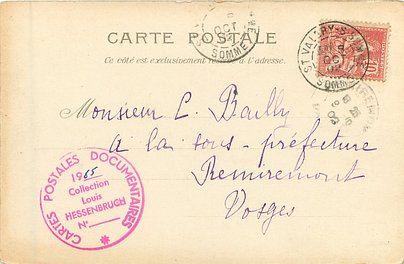 CARTE POSTALE
Ce côté est exclusivement réservé à l'adresse.
ST VALERY-S-SOMME
SOMME
Monsieur L. Bailly
a la sous-préfecture
Remiremont
Vosges
CARTES POSTALES DOCUMENTAIRES
1965
Collection
Louis
HESSENBRUCH
N°